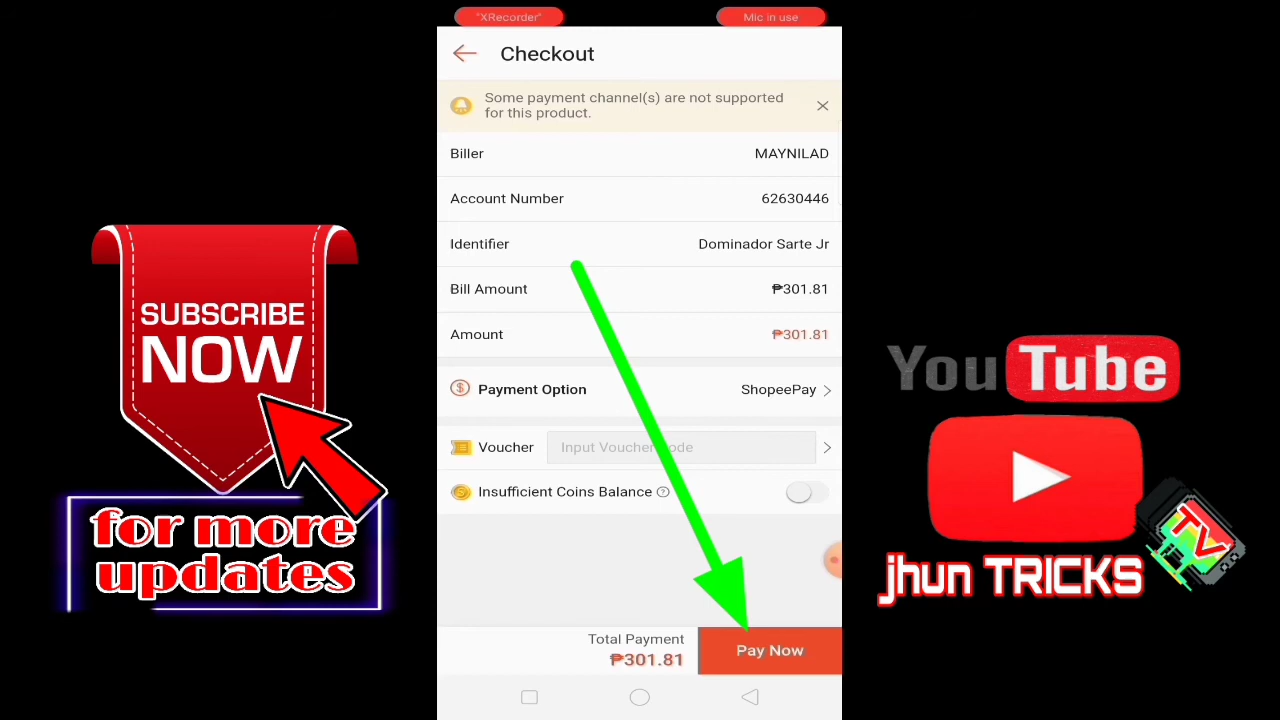 "XRecorder"
Mic in use
Checkout
Some payment channel(s) are not supported
for this product.
Biller MAYNILAD
Account Number 62630446
Identifier Dominador Sarte Jr
Bill Amount ₱301.81
Amount ₱301.81
Payment Option ShopeePay
Voucher Input Voucher Code
Insufficient Coins Balance
Total Payment
₱301.81
Pay Now
SUBSCRIBE
NOW
for more
updates
YouTube
jhun TRICKS
TV